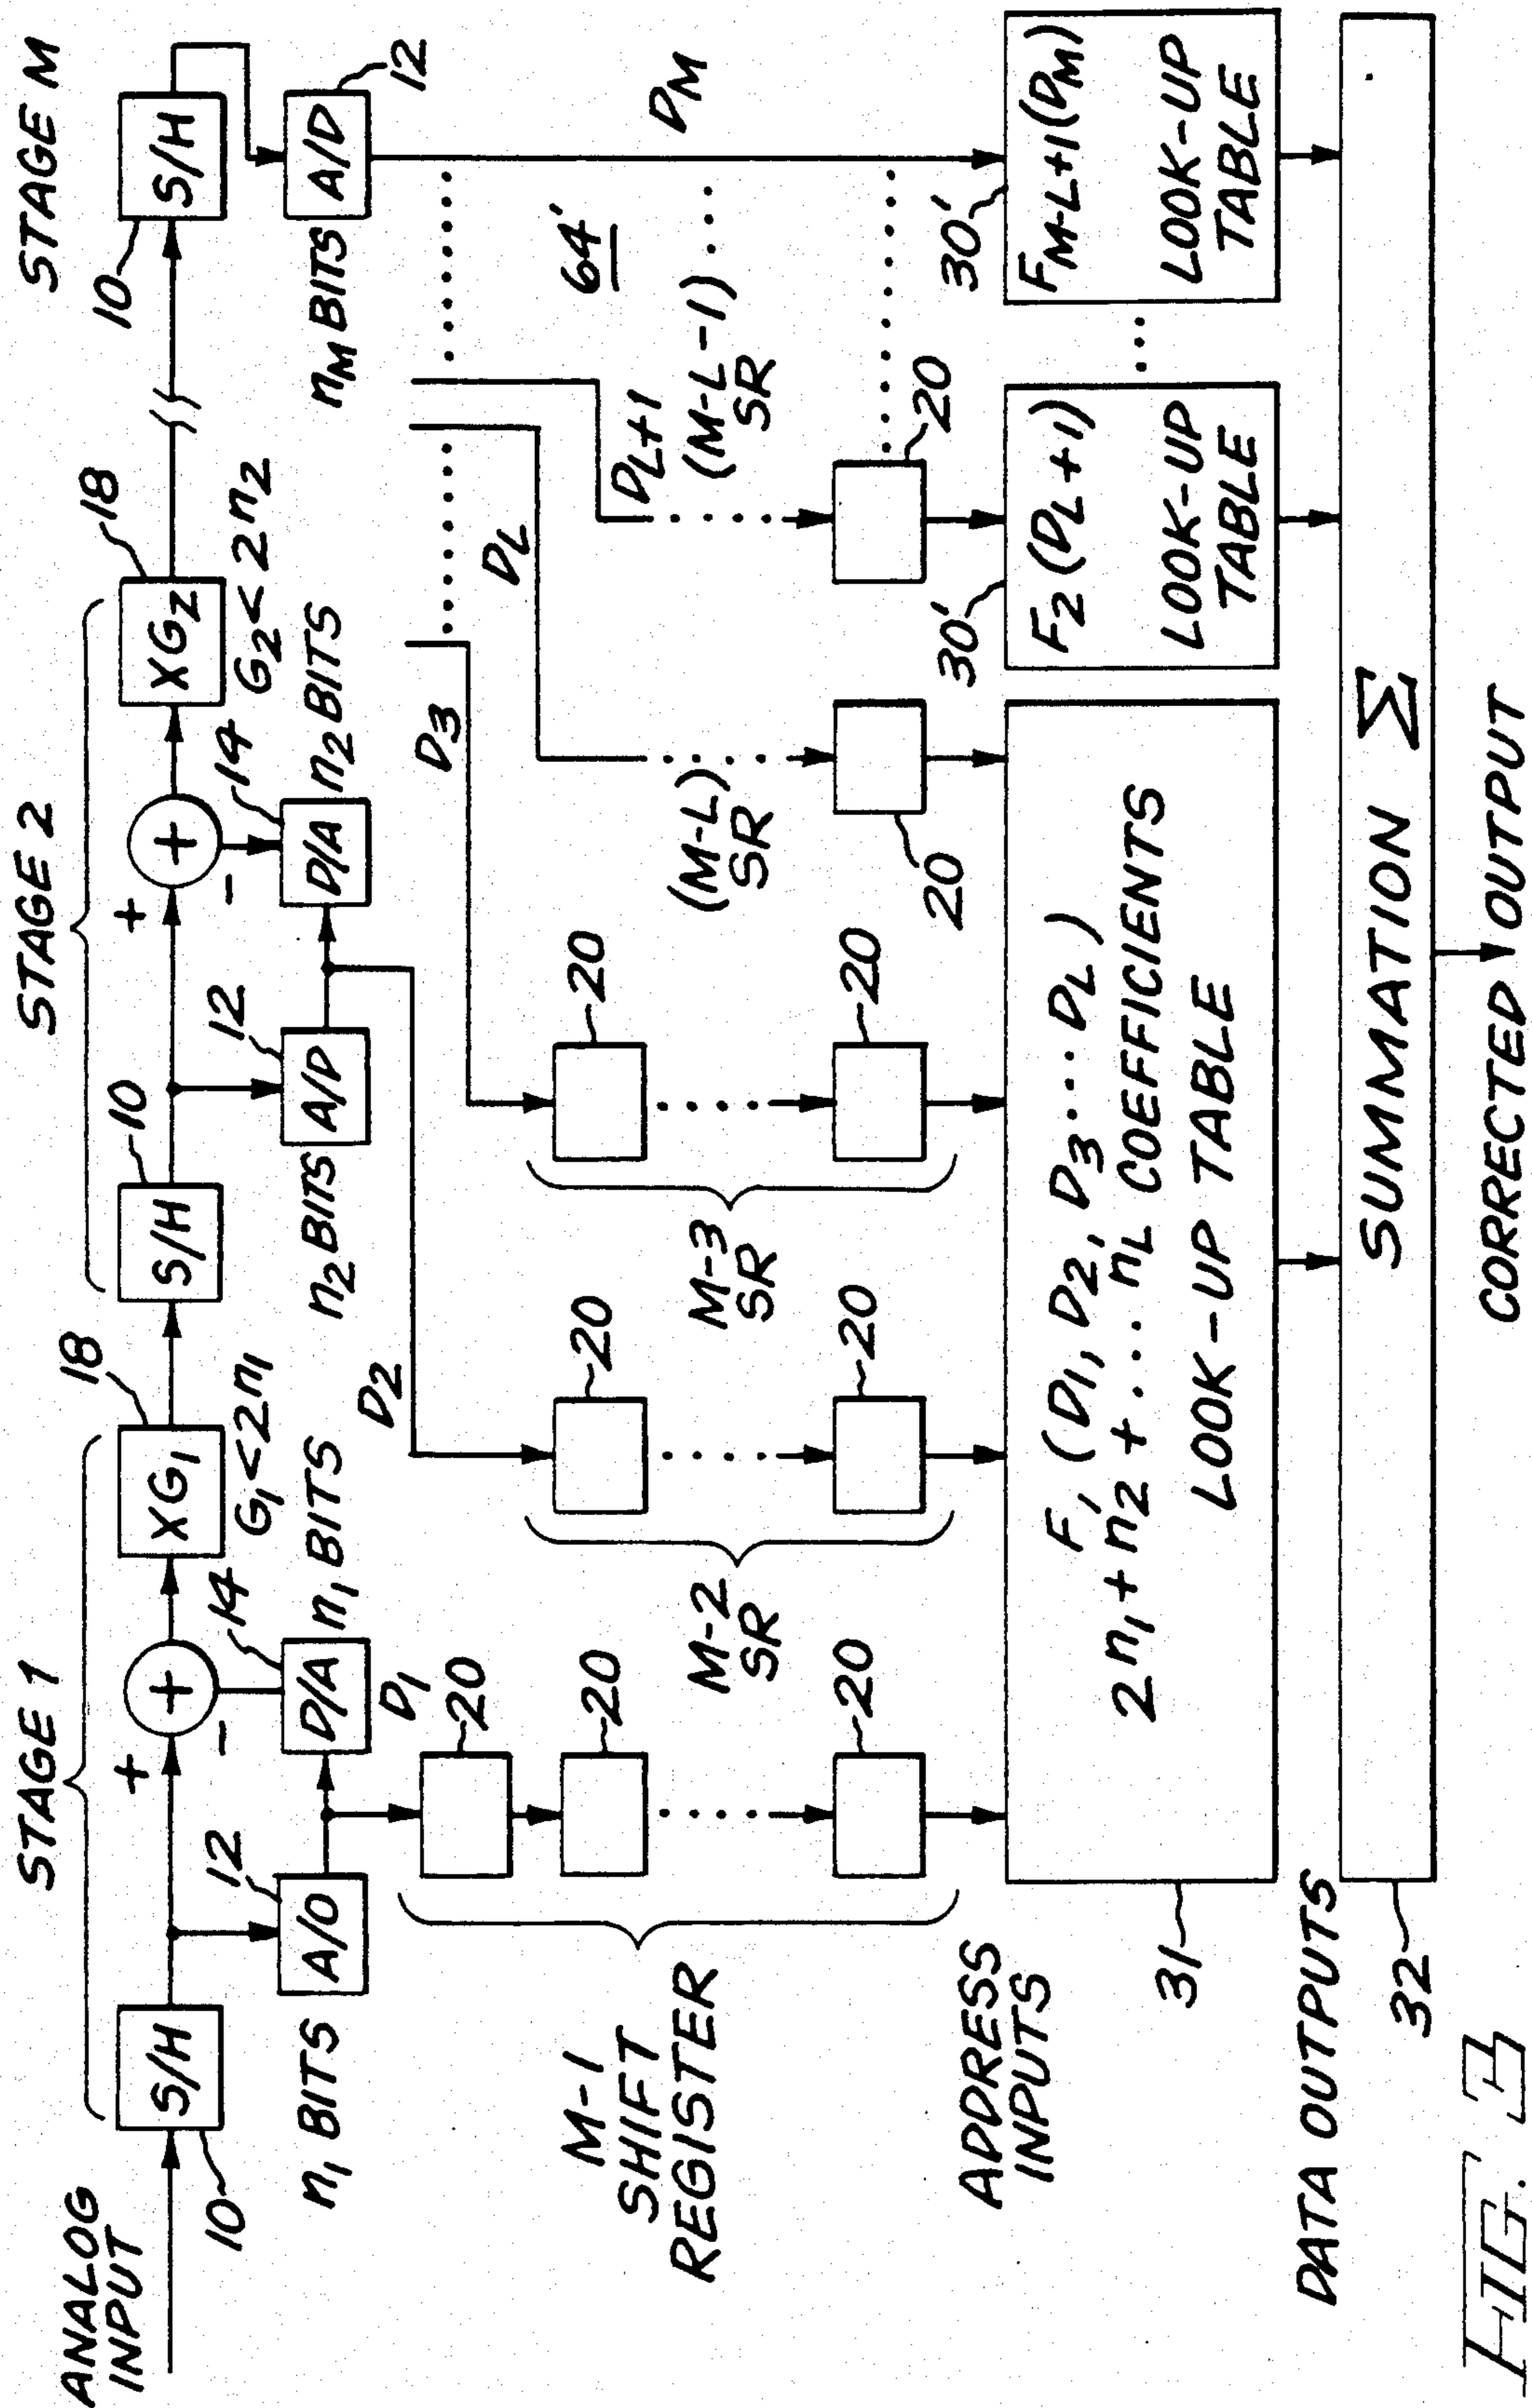 STAGE 1
STAGE 2
STAGE M
ANALOG
INPUT
S/H
10
+
-
+
14
XG1
18
G1<2n1
S/H
10
+
-
+
14
XG2
18
G2<2n2
S/H
10
n1 BITS
A/O
12
D/A
n1 BITS
n2 BITS
A/D
12
D/A
n2 BITS
nM BITS
A/D
12
D1
D2
D3
DL
DL+1
DM
64'
M-1
SHIFT
REGISTER
20
20
20
M-2
SR
20
20
M-3
SR
20
20
(M-L)
SR
20
(M-L-1)
SR
20
ADDRESS
INPUTS
31
F1'(D1, D2, D3...DL)
2n1+n2+....nL COEFFICIENTS
LOOK-UP TABLE
30'
F2(DL+1)
LOOK-UP
TABLE
30'
FM-L+1(DM)
LOOK-UP
TABLE
DATA OUTPUTS
32
SUMMATION Σ
CORRECTED OUTPUT
FIG. 13